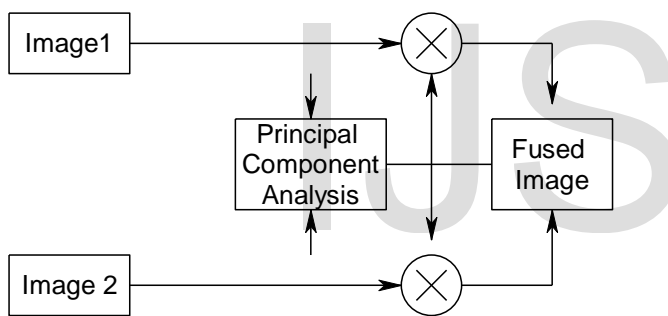 Image1
Principal
Component
Analysis
Fused
Image
Image 2
IJS